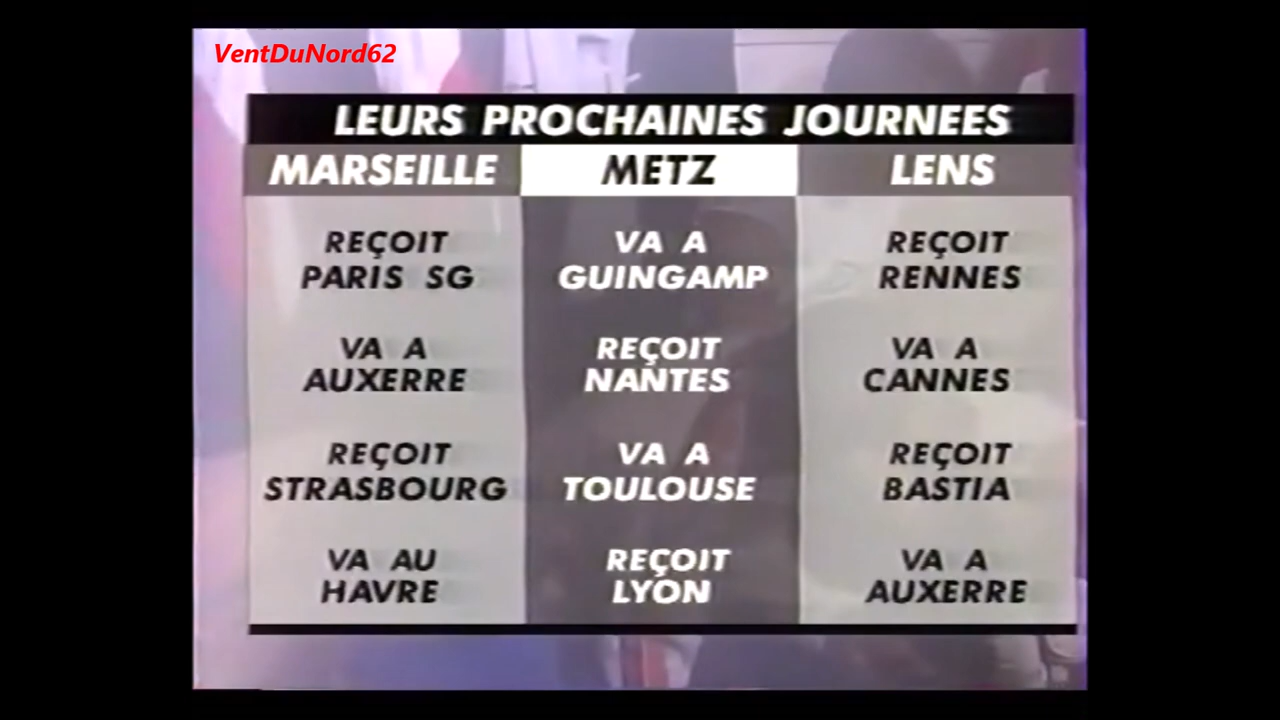 VentDuNord62
LEURS PROCHAINES JOURNEES
MARSEILLE
REÇOIT
PARIS SG
VA A
AUXERRE
REÇOIT
STRASBOURG
VA AU
HAVRE
METZ
VA A
GUINGAMP
REÇOIT
NANTES
VA A
TOULOUSE
REÇOIT
LYON
LENS
REÇOIT
RENNES
VA A
CANNES
REÇOIT
BASTIA
VA A
AUXERRE